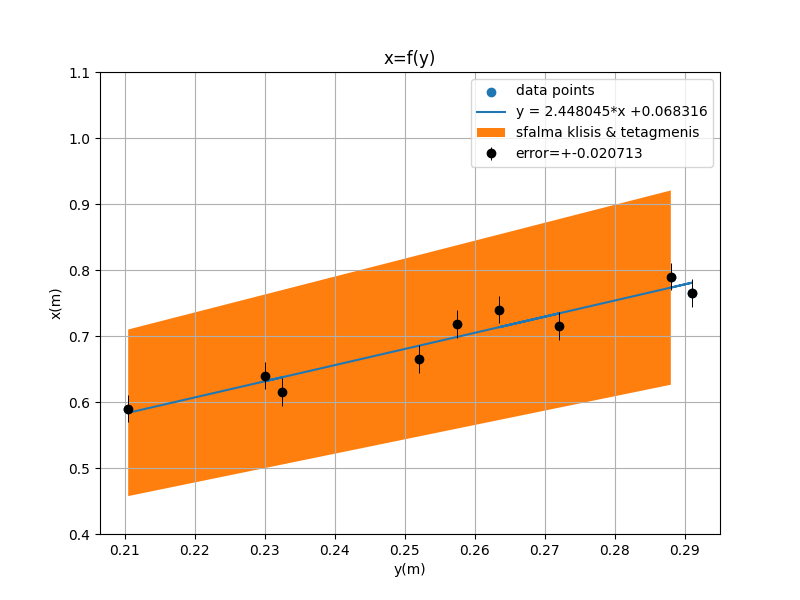 x=f(y)
data points
y = 2.448045*x +0.068316
sfalma klisis & tetagmenis
error=+-0.020713
x(m)
1.1
1.0
0.9
0.8
0.7
0.6
0.5
0.4
0.21 0.22 0.23 0.24 0.25 0.26 0.27 0.28 0.29
y(m)